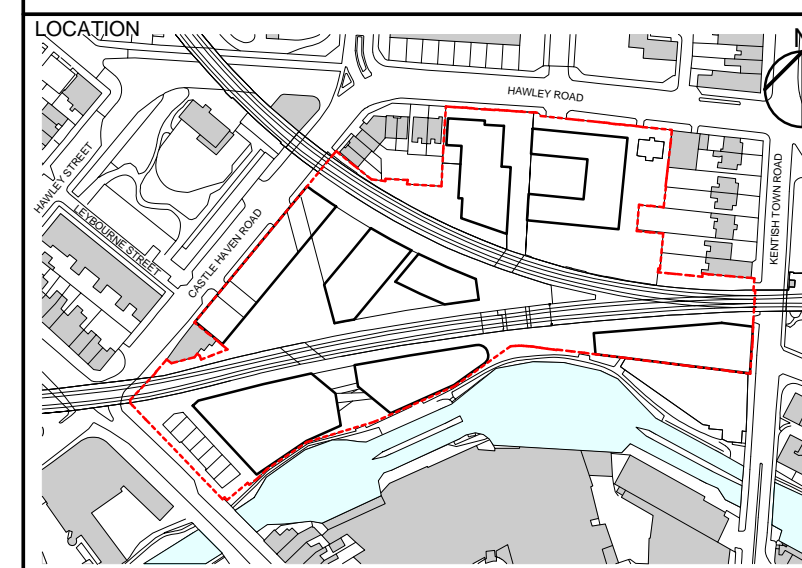 LOCATION
N
HAWLEY ROAD
HAWLEY STREET
LEYBOURNE STREET
CASTLE HAVEN ROAD
KENTISH TOWN ROAD